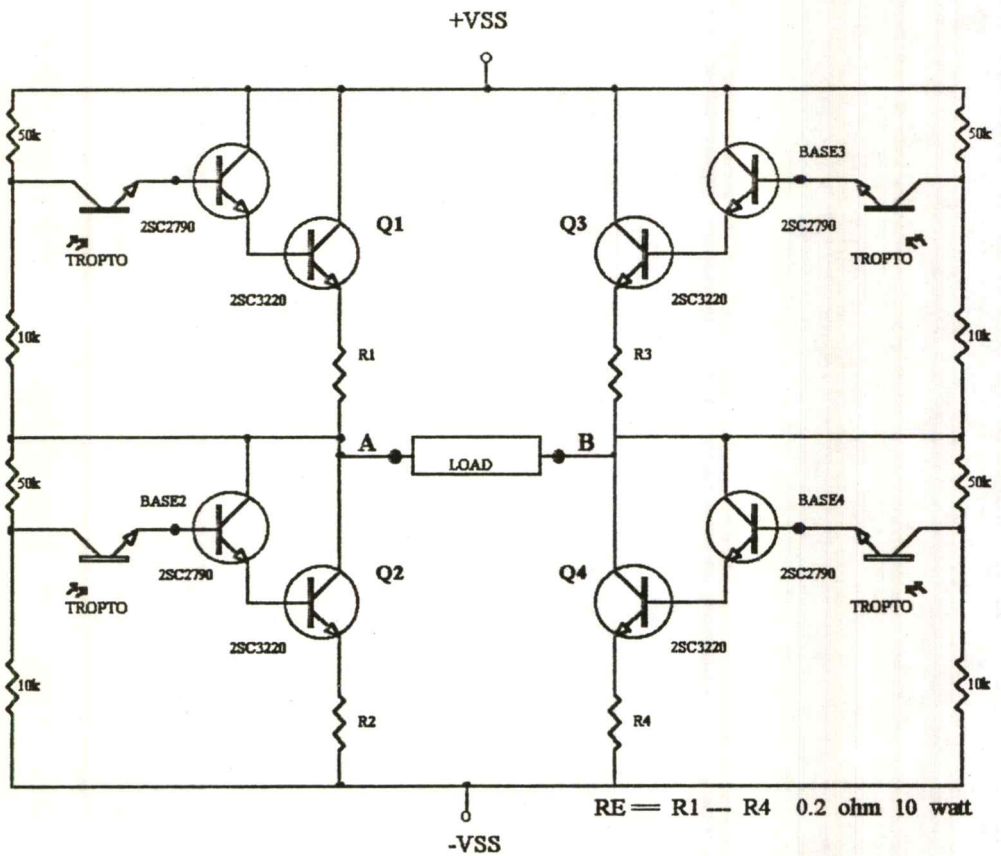 +VSS
50k
50k
BASE3
2SC2790
2SC2790
Q1
Q3
TROPTO
TROPTO
2SC3220
2SC3220
10k
10k
R1
R3
A
B
LOAD
50k
50k
BASE2
BASE4
2SC2790
2SC2790
Q2
Q4
TROPTO
TROPTO
2SC3220
2SC3220
10k
10k
R2
R4
RE = R1 --- R4 0.2 ohm 10 watt
-VSS